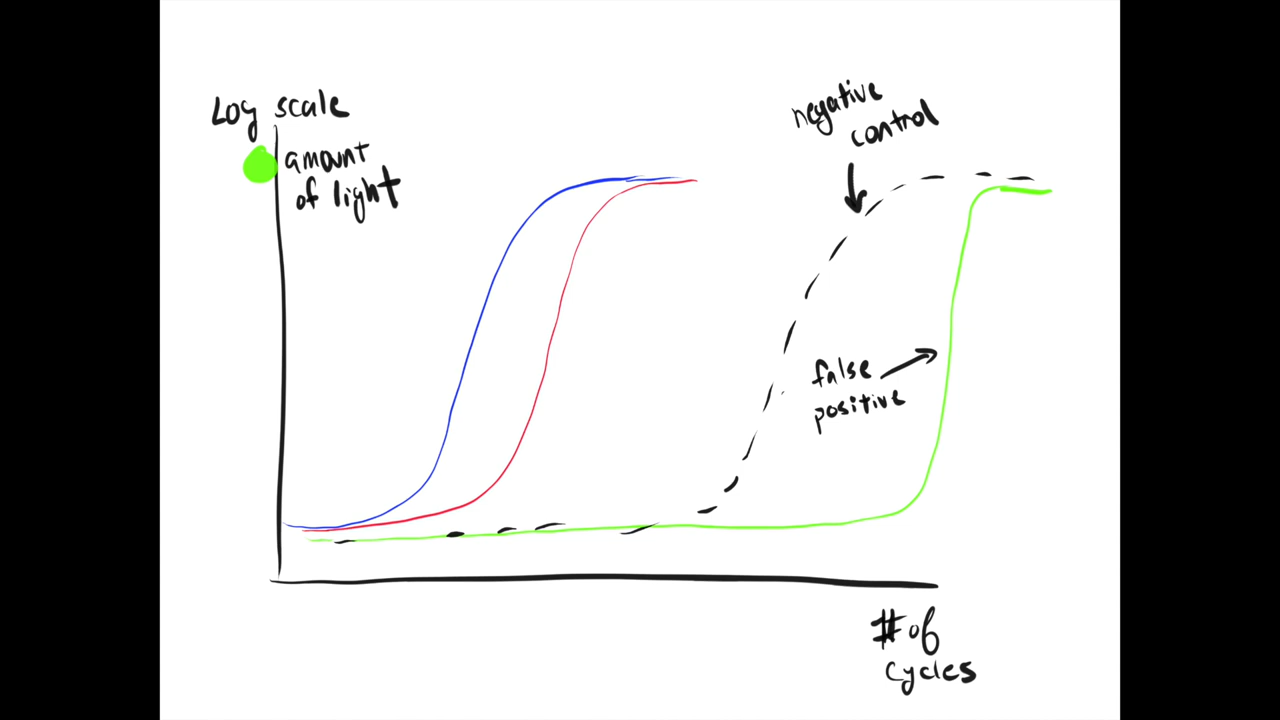 Log scale
amount
of light
negative
control
false
positive
# of
cycles